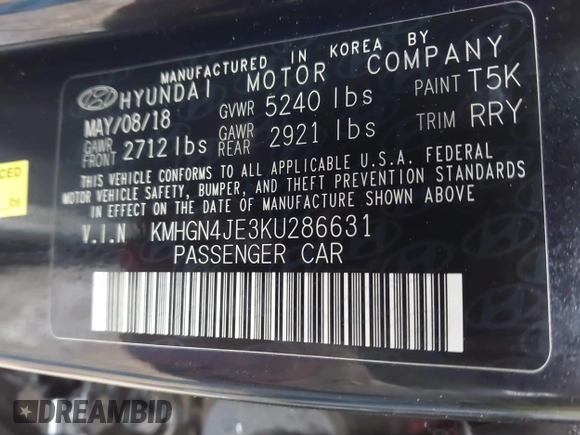 MANUFACTURED IN KOREA BY
HYUNDAI MOTOR COMPANY
MAY/08/18 GVWR 5240 lbs PAINT T5K
GAWR FRONT 2712 lbs GAWR REAR 2921 lbs TRIM RRY
THIS VEHICLE CONFORMS TO ALL APPLICABLE U.S.A. FEDERAL
MOTOR VEHICLE SAFETY, BUMPER, AND THEFT PREVENTION STANDARDS
IN EFFECT ON THE DATE OF MANUFACTURE SHOWN ABOVE.
V.I.N KMHGN4JE3KU286631
PASSENGER CAR
CED
lbs
DREAMBID